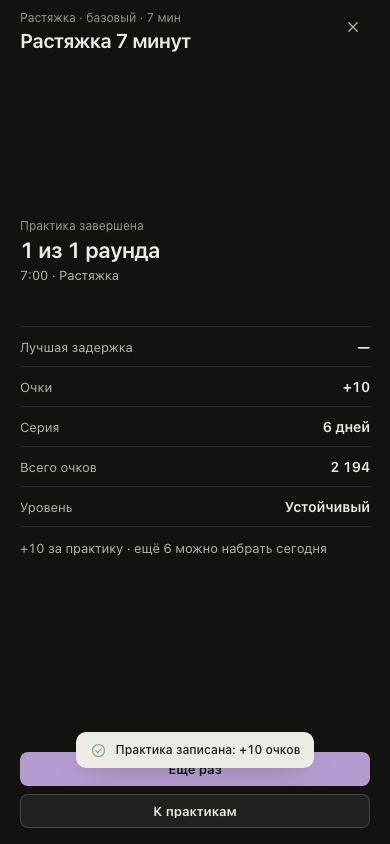 Растяжка · базовый · 7 мин
Растяжка 7 минут
Практика завершена
1 из 1 раунда
7:00 · Растяжка
Лучшая задержка —
Очки +10
Серия 6 дней
Всего очков 2 194
Уровень Устойчивый
+10 за практику · ещё 6 можно набрать сегодня
Практика записана: +10 очков
Ещё раз
К практикам